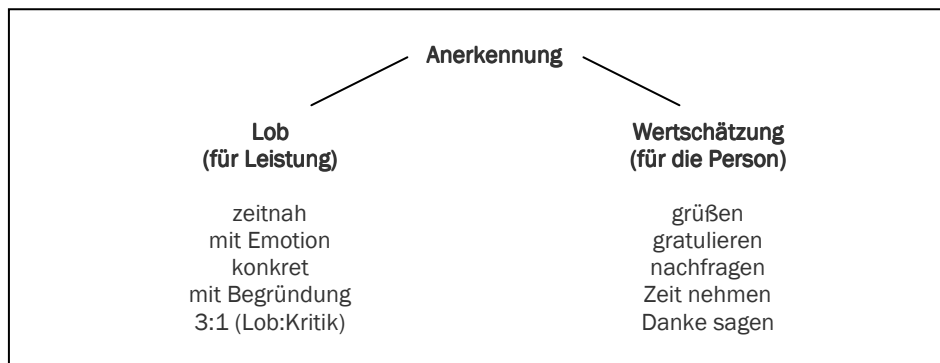 Anerkennung
Lob
(für Leistung)
zeitnah
mit Emotion
konkret
mit Begründung
3:1 (Lob:Kritik)
Wertschätzung
(für die Person)
grüßen
gratulieren
nachfragen
Zeit nehmen
Danke sagen